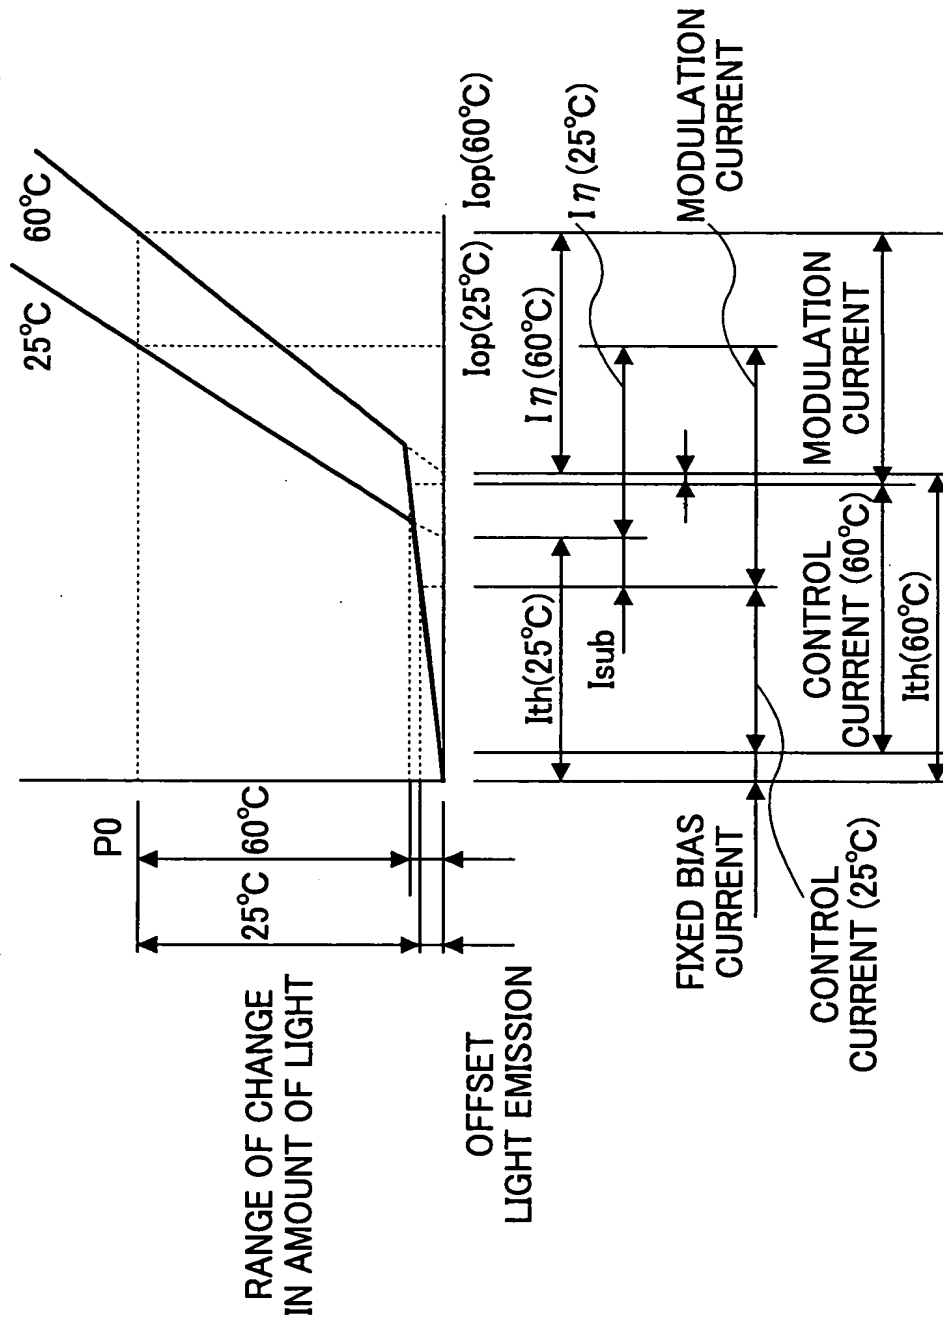 25°C
60°C
P0
25°C
60°C
RANGE OF CHANGE
IN AMOUNT OF LIGHT
OFFSET
LIGHT EMISSION
Iop(25°C)
Iop(60°C)
Ith(25°C)
Iη(60°C)
Isub
Iη(25°C)
FIXED BIAS
CURRENT
MODULATION
CURRENT
CONTROL
CURRENT (25°C)
CONTROL
CURRENT (60°C)
MODULATION
CURRENT
Ith(60°C)